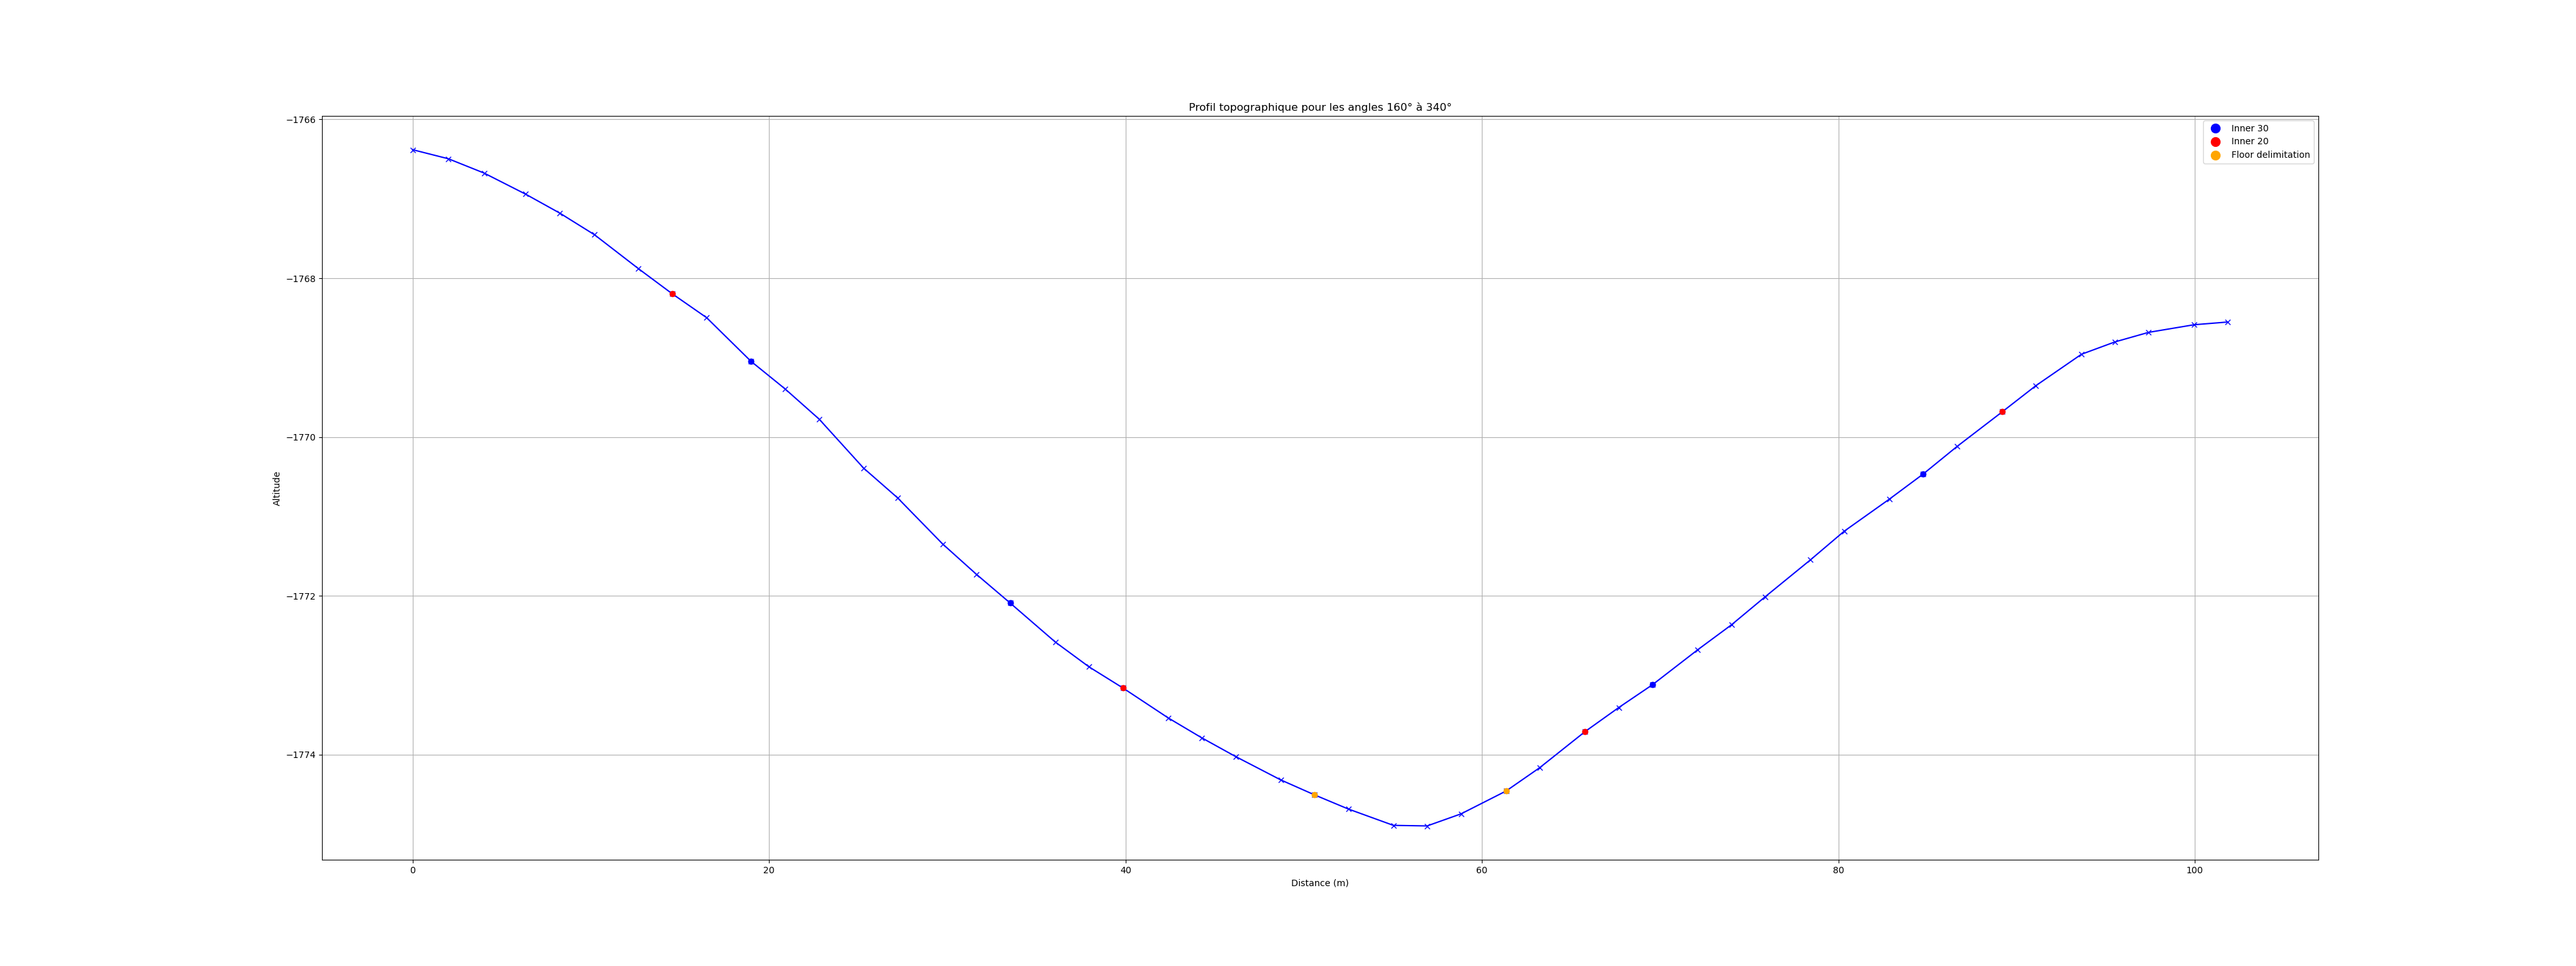 Profil topographique pour les angles 160° à 340°
−1766
−1768
−1770
−1772
−1774
Altitude
0
20
40
60
80
100
Distance (m)
Inner 30
Inner 20
Floor delimitation